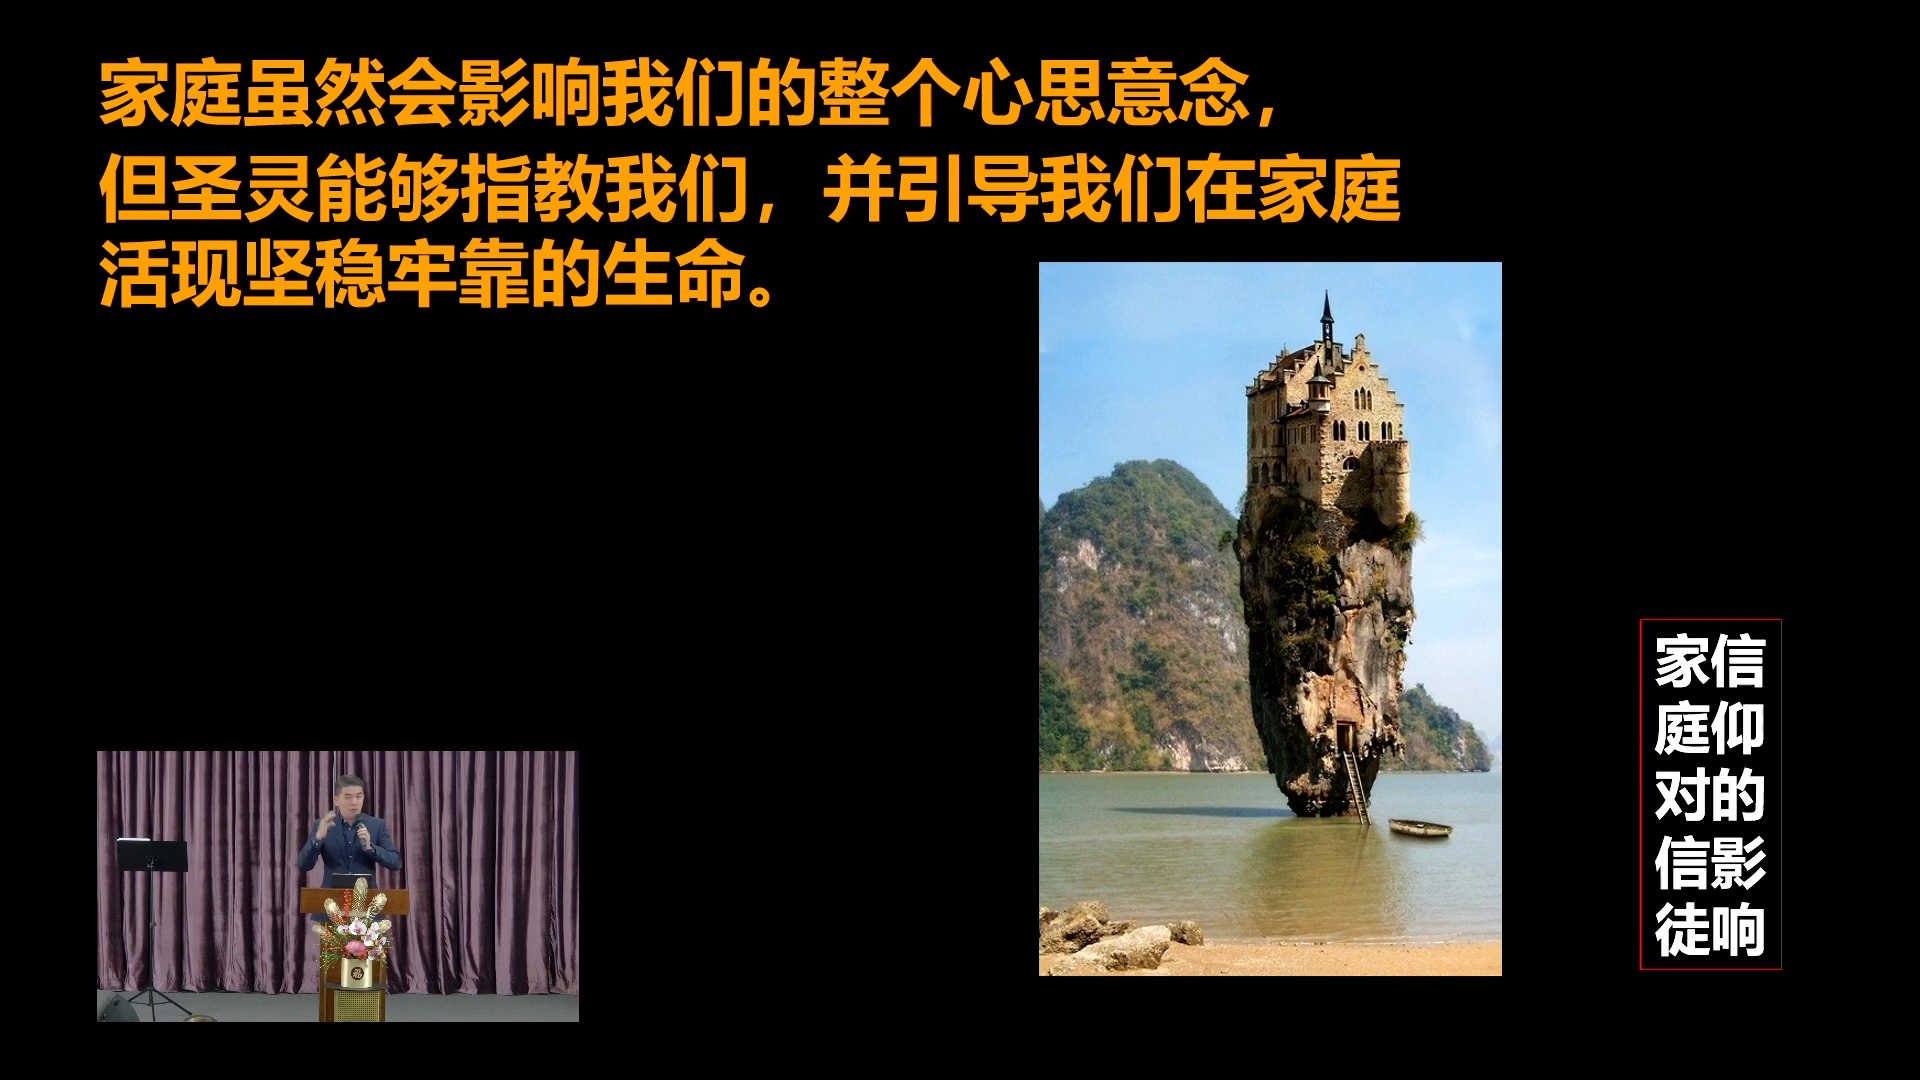 家庭虽然会影响我们的整个心思意念，
但圣灵能够指教我们，并引导我们在家庭
活现坚稳牢靠的生命。
家庭对信徒
信仰的影响